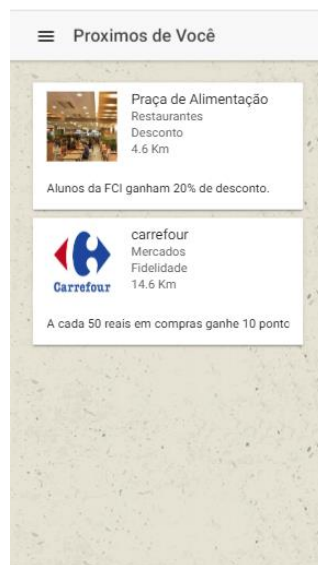 Proximos de Você
Praça de Alimentação
Restaurantes
Desconto
4.6 Km
Alunos da FCI ganham 20% de desconto.
carrefour
Mercados
Fidelidade
14.6 Km
Carrefour
A cada 50 reais em compras ganhe 10 ponto